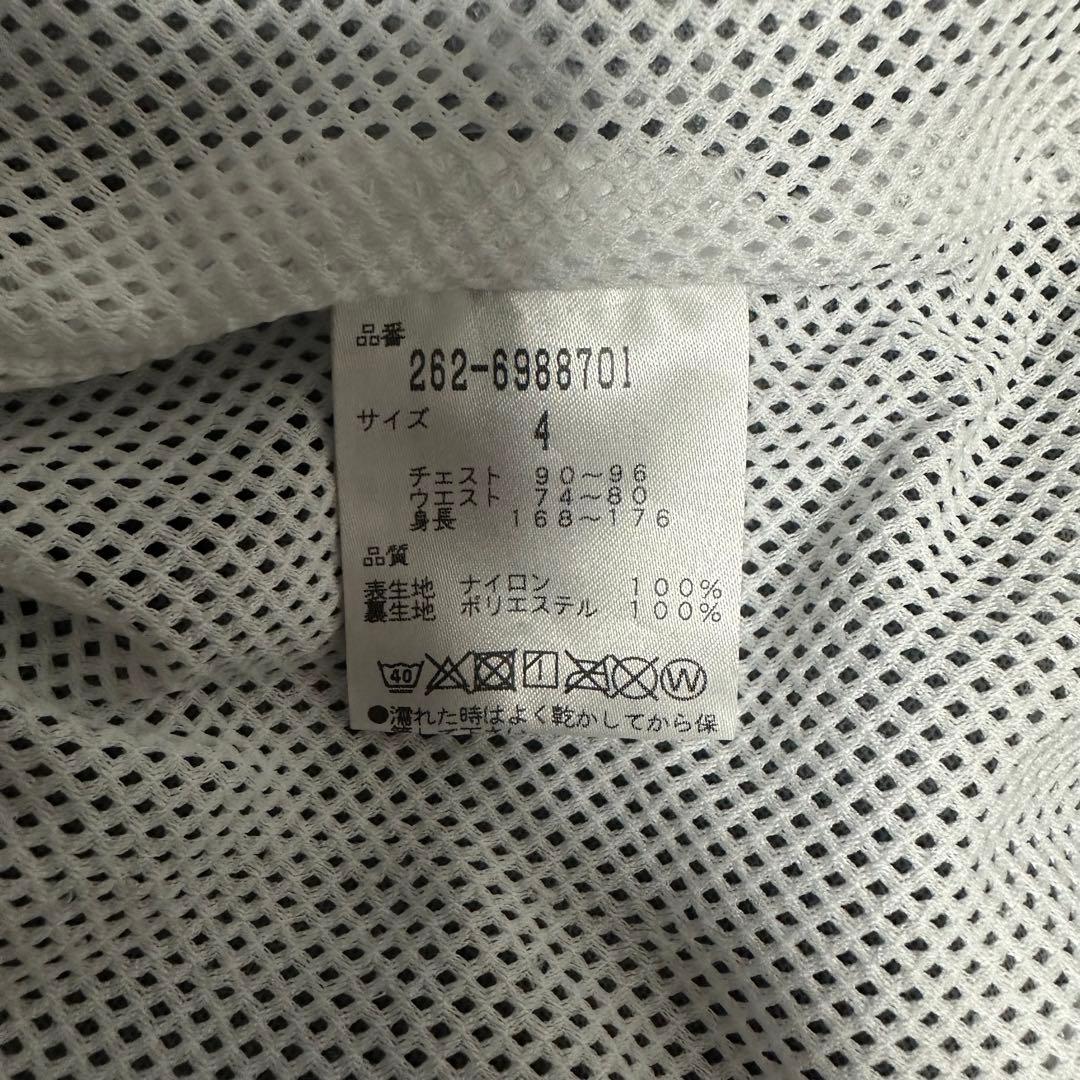 品番
262-6988701
サイズ 4
チェスト 90～96
ウエスト 74～80
身長 168～176
品質
表生地 ナイロン 100%
裏生地 ポリエステル 100%
40 W
●濡れた時はよく乾かしてから保